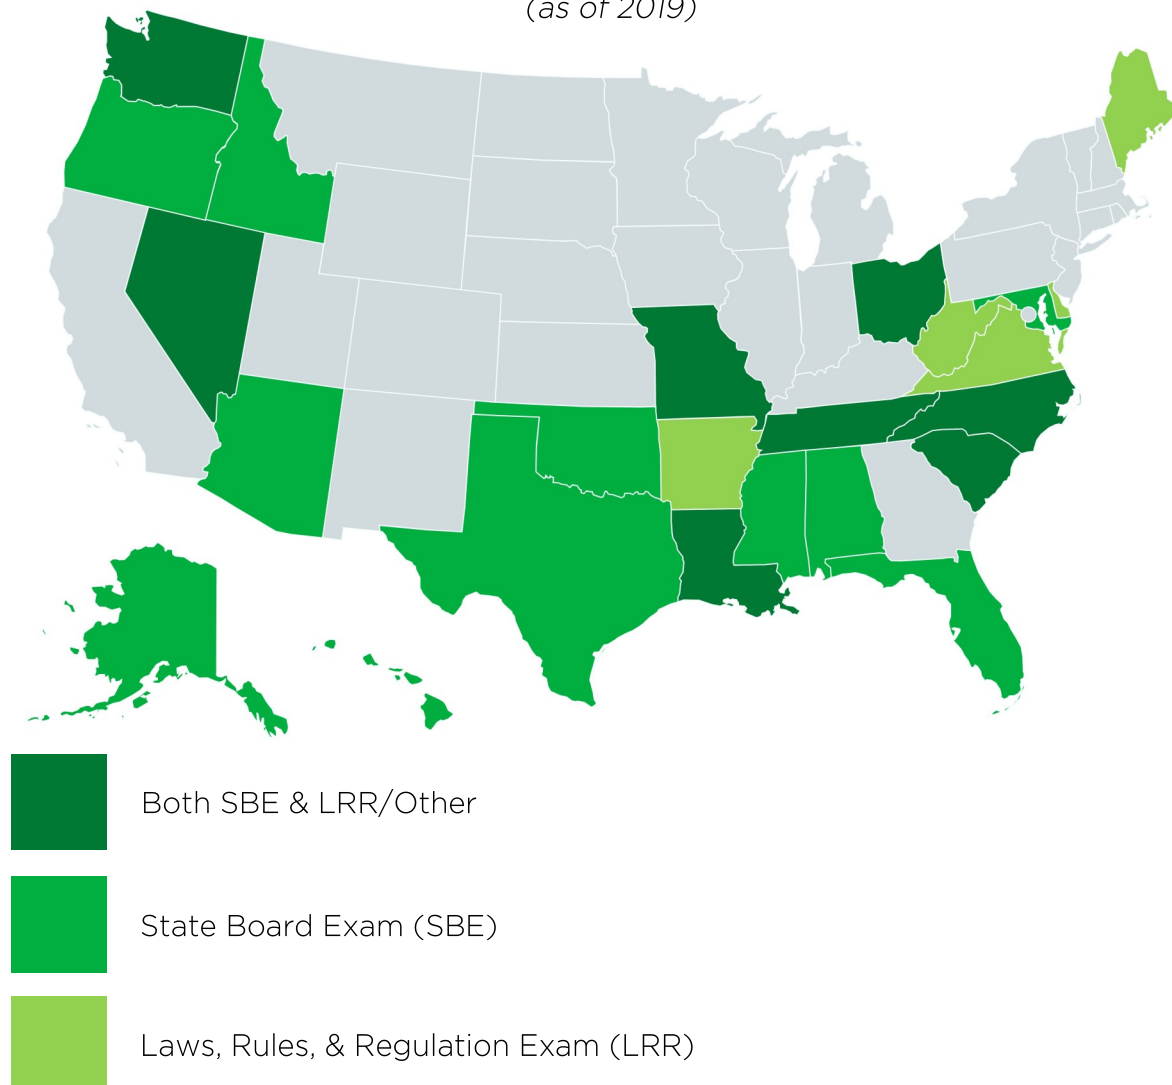 (as of 2019)
Both SBE & LRR/Other
State Board Exam (SBE)
Laws, Rules, & Regulation Exam (LRR)